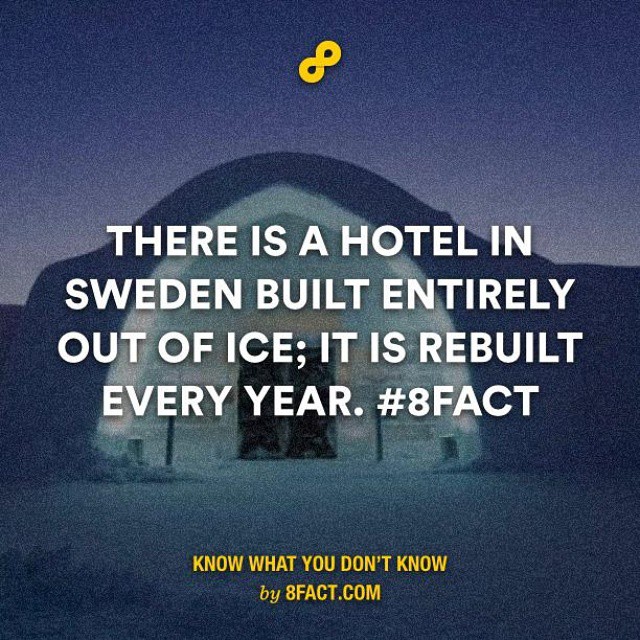 THERE IS A HOTEL IN
SWEDEN BUILT ENTIRELY
OUT OF ICE; IT IS REBUILT
EVERY YEAR. #8FACT
KNOW WHAT YOU DON'T KNOW
by 8FACT.COM